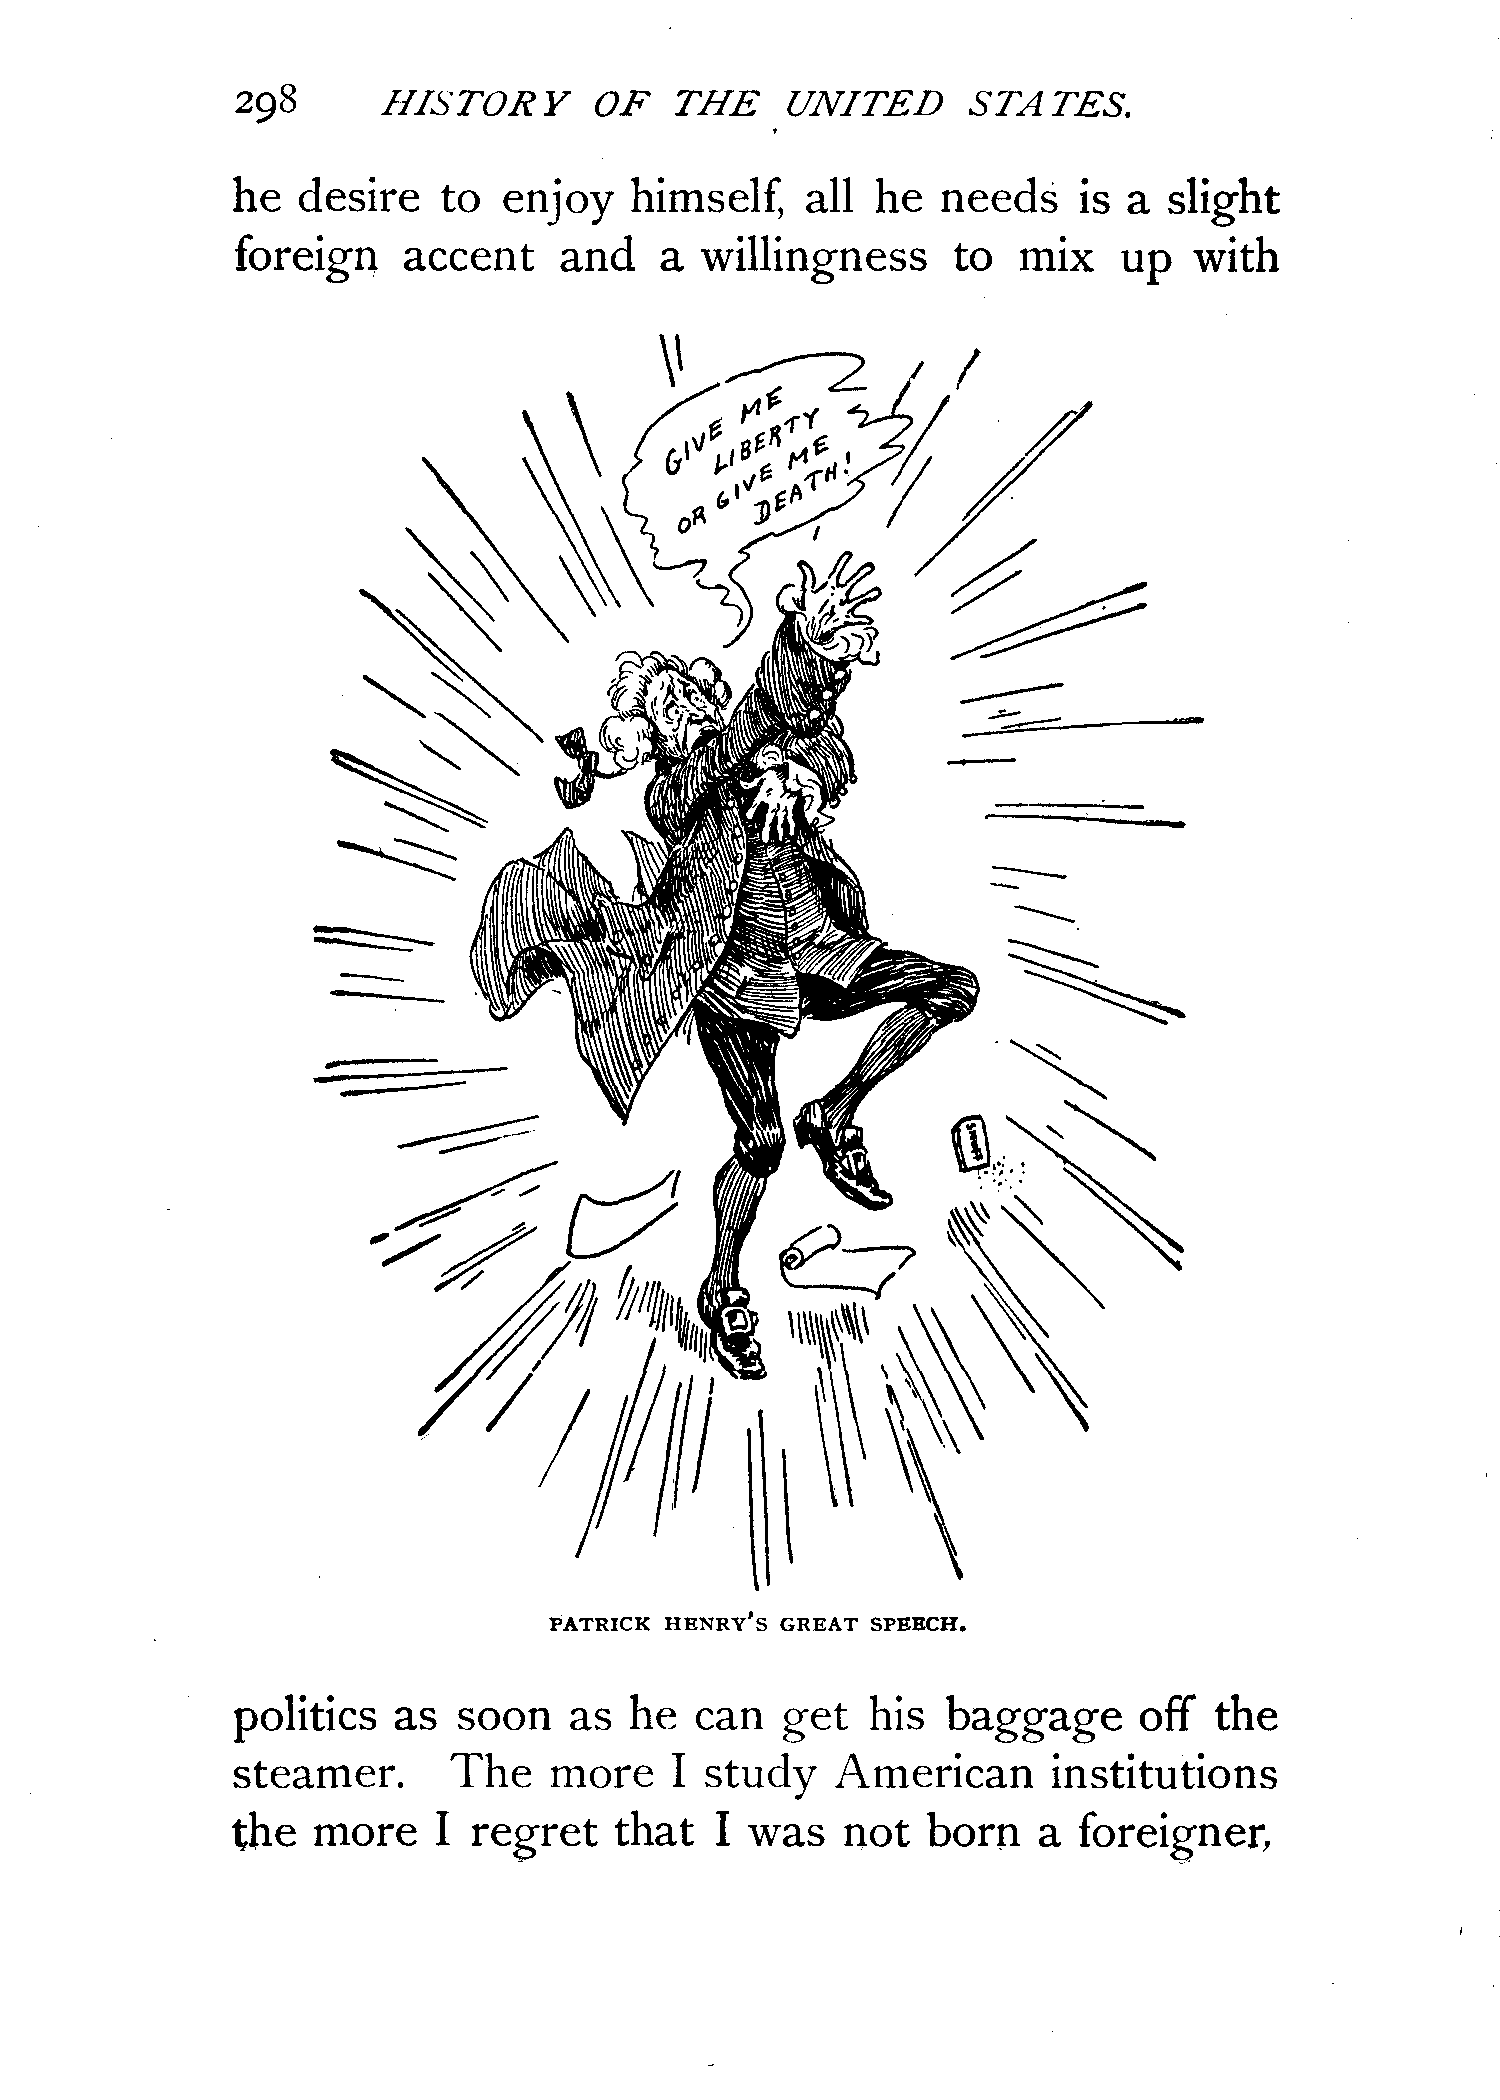 298 HISTORY OF THE UNITED STATES.
he desire to enjoy himself, all he needs is a slight
foreign accent and a willingness to mix up with
GIVE ME
LIBERTY
OR GIVE ME
DEATH!
PATRICK HENRY'S GREAT SPEECH.
politics as soon as he can get his baggage off the
steamer. The more I study American institutions
the more I regret that I was not born a foreigner,